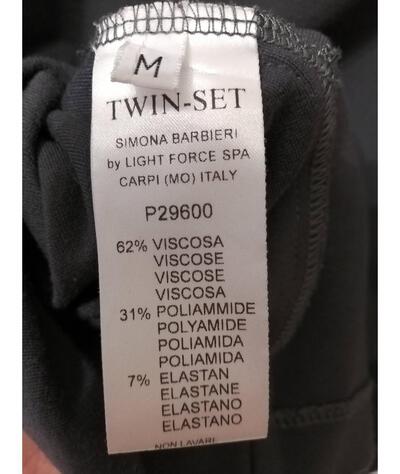 M
TWIN-SET
SIMONA BARBIERI
by LIGHT FORCE SPA
CARPI (MO) ITALY
P29600
62% VISCOSA
VISCOSE
VISCOSE
VISCOSA
31% POLIAMMIDE
POLYAMIDE
POLIAMIDA
POLIAMIDA
7% ELASTAN
ELASTANE
ELASTANO
ELASTANO
NON LAVARE